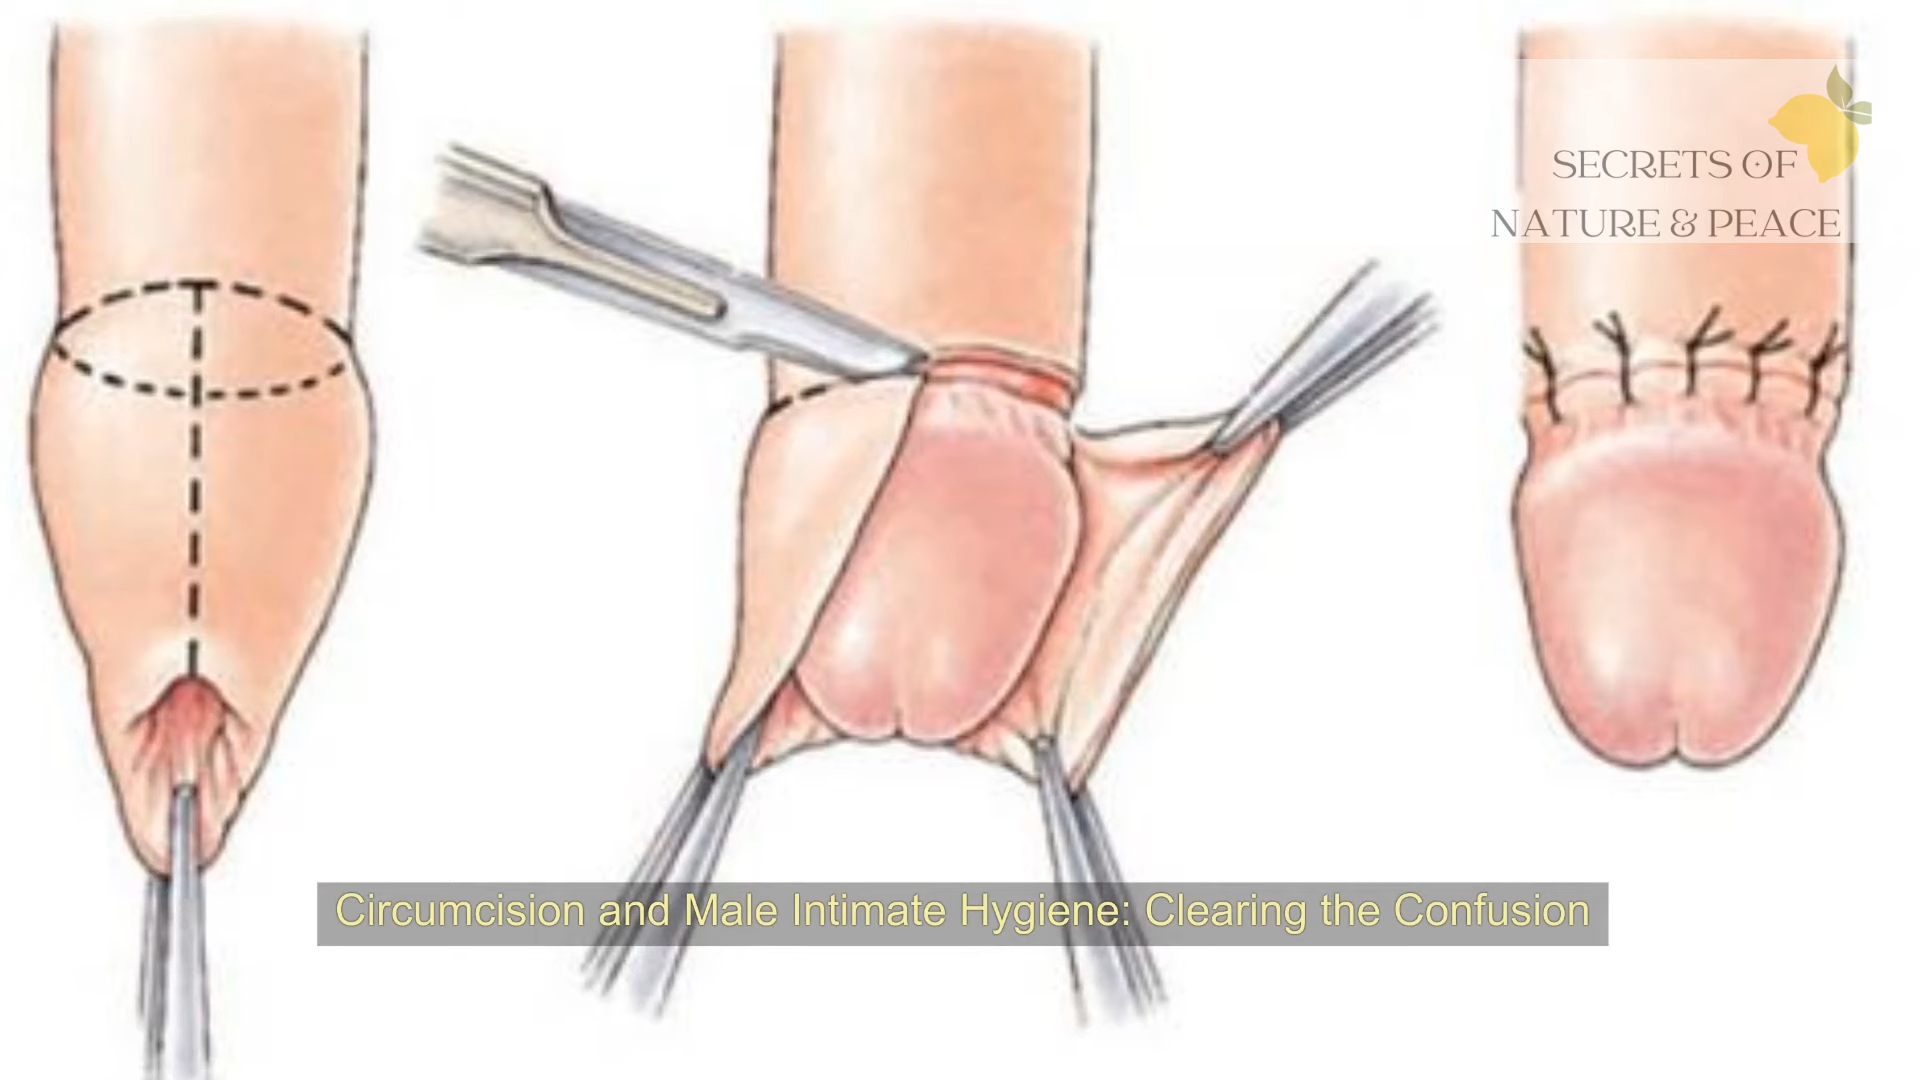 SECRETS OF
NATURE & PEACE
Circumcision and Male Intimate Hygiene: Clearing the Confusion